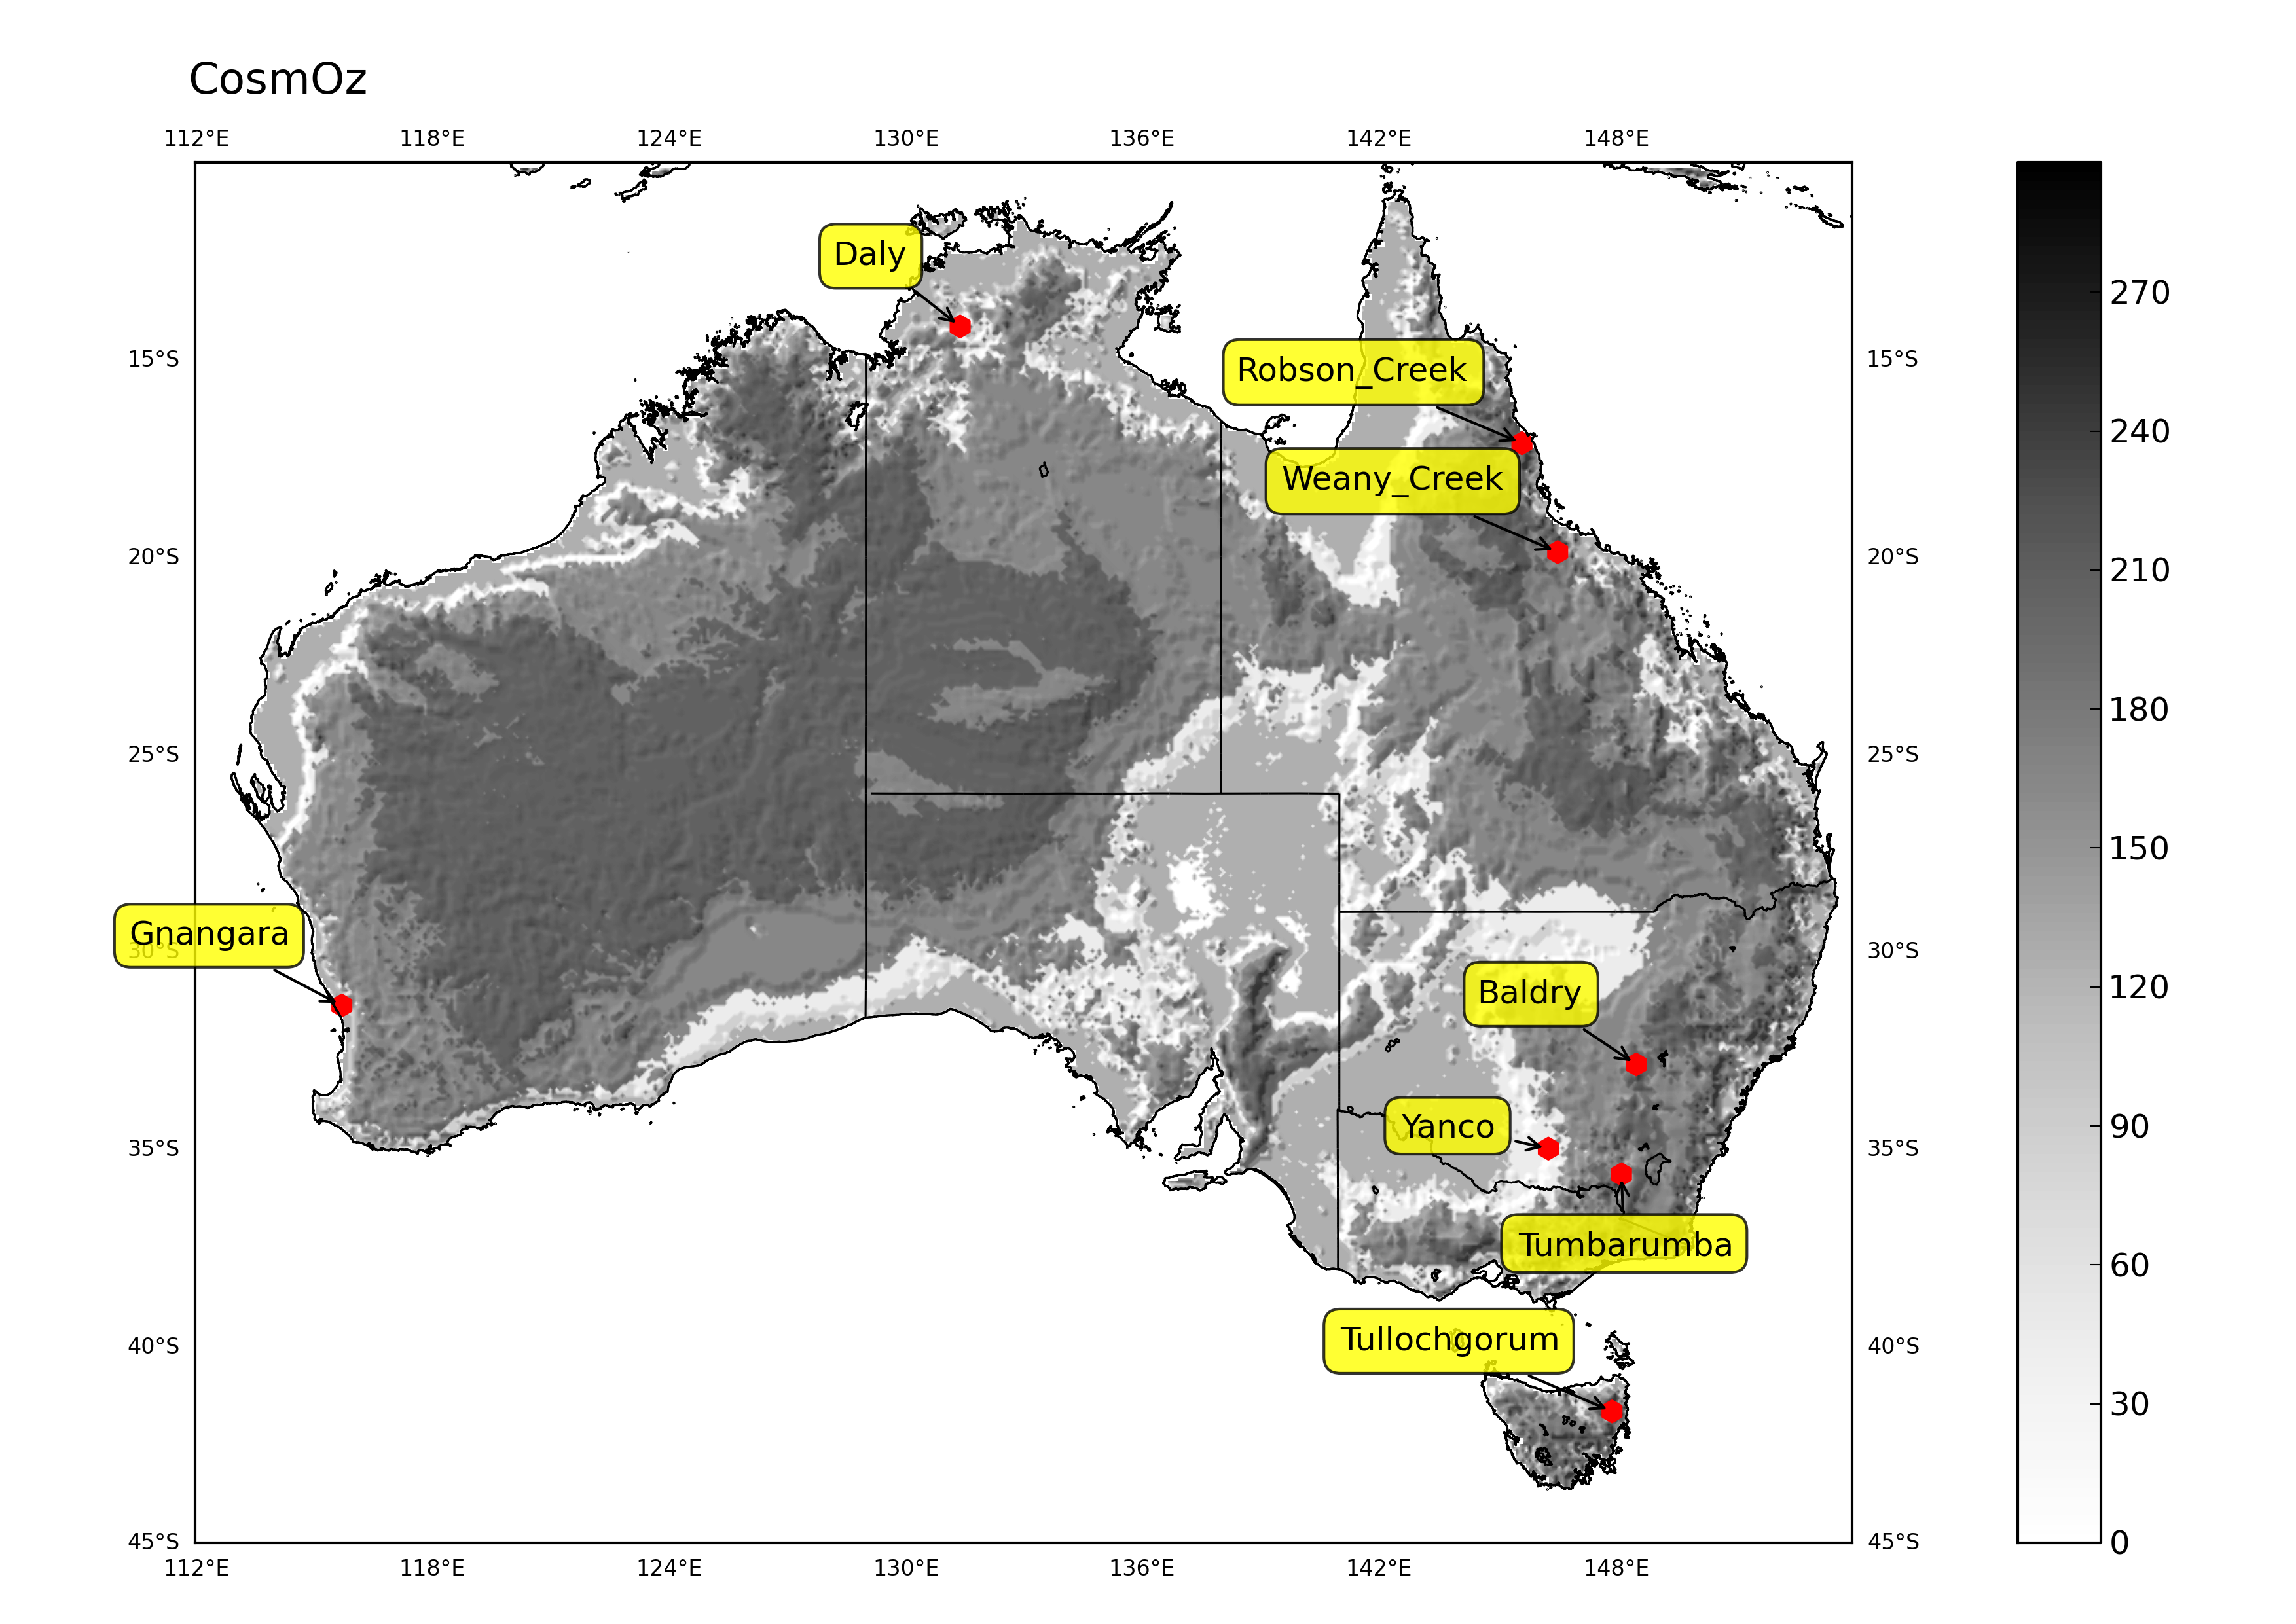 CosmOz
112°E 118°E 124°E 130°E 136°E 142°E 148°E
Daly
15°S 15°S
Robson_Creek
270
240
Weany_Creek
20°S 20°S
210
180
25°S 25°S
150
Gnangara
30°S 30°S
120
Baldry
90
Yanco
35°S 35°S
Tumbarumba
60
Tullochgorum
40°S 40°S
30
45°S 45°S
0
112°E 118°E 124°E 130°E 136°E 142°E 148°E